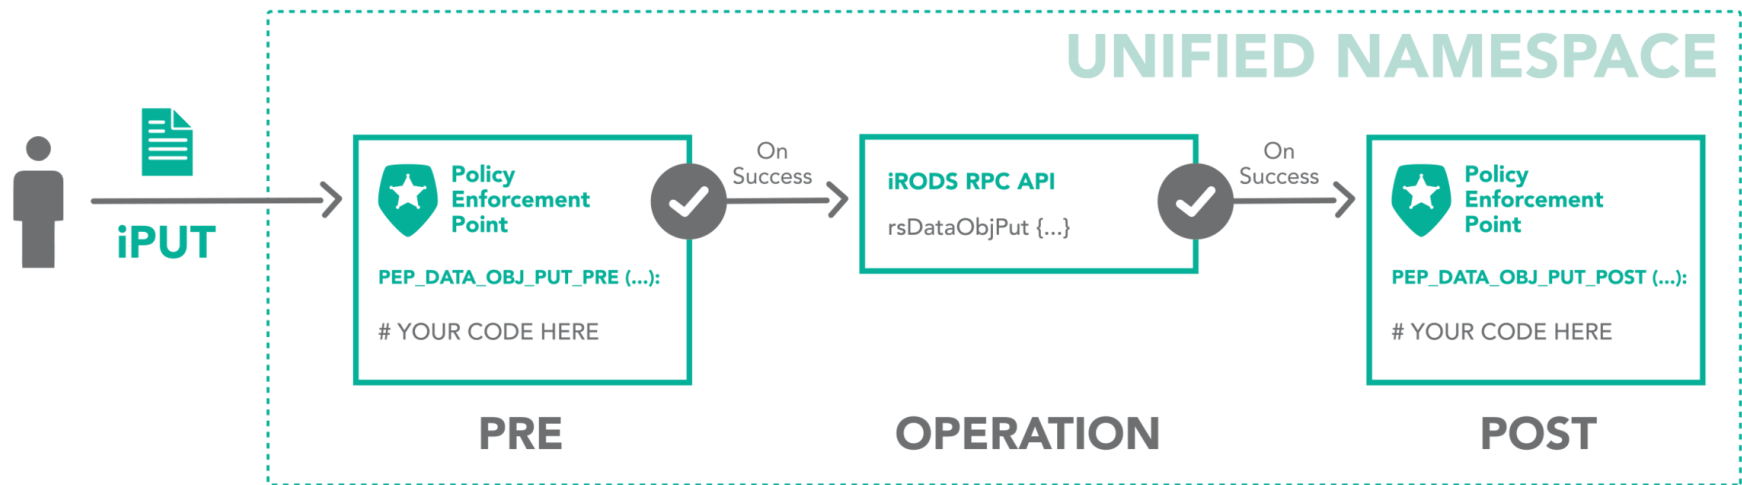 UNIFIED NAMESPACE
iPUT
Policy
Enforcement
Point
PEP_DATA_OBJ_PUT_PRE (...):
# YOUR CODE HERE
PRE
On
Success
iRODS RPC API
rsDataObjPut {...}
OPERATION
On
Success
Policy
Enforcement
Point
PEP_DATA_OBJ_PUT_POST (...):
# YOUR CODE HERE
POST